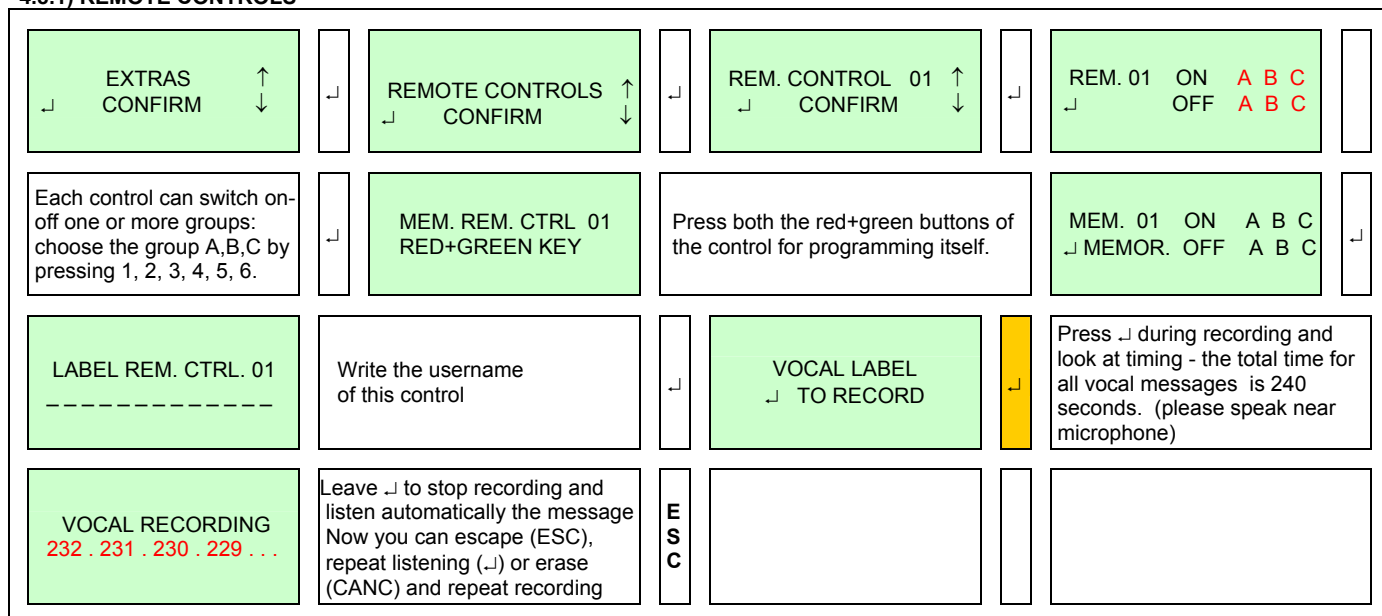 4.6.1) REMOTE CONTROLS
EXTRAS ↑
↵ CONFIRM ↓
↵
REMOTE CONTROLS ↑
↵ CONFIRM ↓
↵
REM. CONTROL 01 ↑
↵ CONFIRM ↓
↵
REM. 01 ON A B C
↵ OFF A B C
Each control can switch on-
off one or more groups:
choose the group A,B,C by
pressing 1, 2, 3, 4, 5, 6.
↵
MEM. REM. CTRL 01
RED+GREEN KEY
Press both the red+green buttons of
the control for programming itself.
MEM. 01 ON A B C
↵ MEMOR. OFF A B C
↵
LABEL REM. CTRL. 01
_ _ _ _ _ _ _ _ _ _ _ _ _
Write the username
of this control
↵
VOCAL LABEL
↵ TO RECORD
↵
Press ↵ during recording and
look at timing - the total time for
all vocal messages is 240
seconds. (please speak near
microphone)
VOCAL RECORDING
232 . 231 . 230 . 229 . . .
Leave ↵ to stop recording and
listen automatically the message
Now you can escape (ESC),
repeat listening (↵) or erase
(CANC) and repeat recording
E
S
C